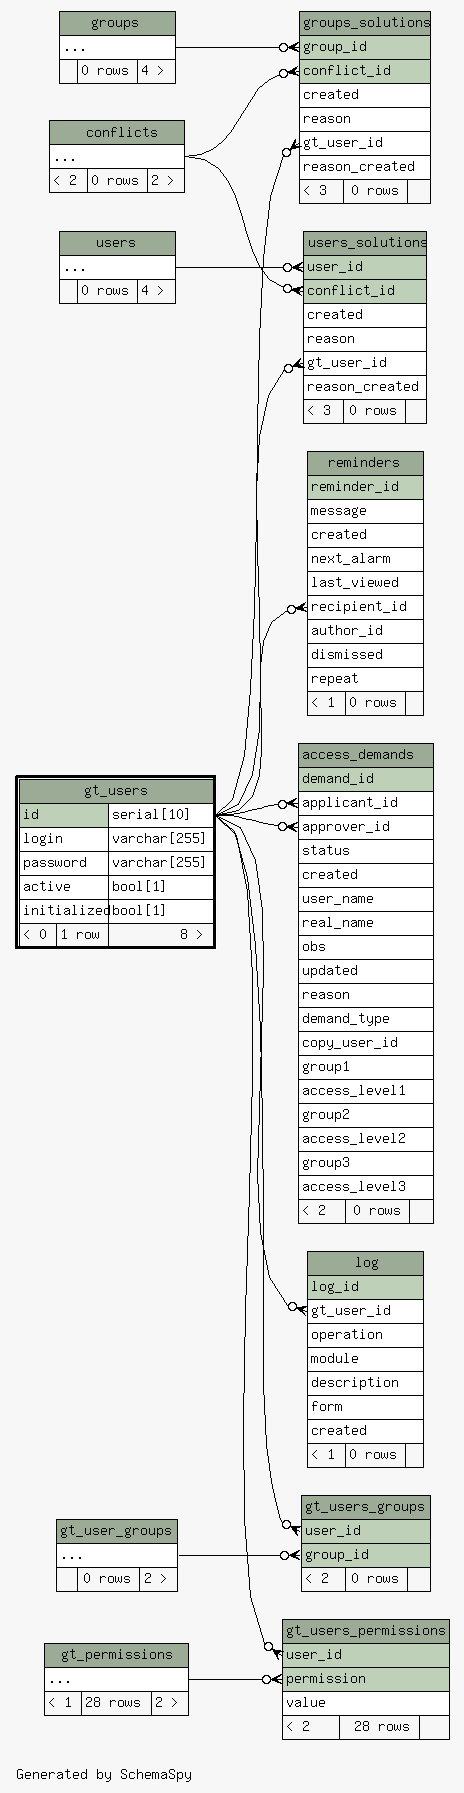 groups
...
0 rows 4 >
groups_solutions
group_id
conflict_id
created
reason
gt_user_id
reason_created
< 3 0 rows
conflicts
...
< 2 0 rows 2 >
users
...
0 rows 4 >
users_solutions
user_id
conflict_id
created
reason
gt_user_id
reason_created
< 3 0 rows
reminders
reminder_id
message
created
next_alarm
last_viewed
recipient_id
author_id
dismissed
repeat
< 1 0 rows
gt_users
id serial[10]
login varchar[255]
password varchar[255]
active bool[1]
initialized bool[1]
< 0 1 row 8 >
access_demands
demand_id
applicant_id
approver_id
status
created
user_name
real_name
obs
updated
reason
demand_type
copy_user_id
group1
access_level1
group2
access_level2
group3
access_level3
< 2 0 rows
log
log_id
gt_user_id
operation
module
description
form
created
< 1 0 rows
gt_user_groups
...
0 rows 2 >
gt_users_groups
user_id
group_id
< 2 0 rows
gt_permissions
...
< 1 28 rows 2 >
gt_users_permissions
user_id
permission
value
< 2 28 rows
Generated by SchemaSpy